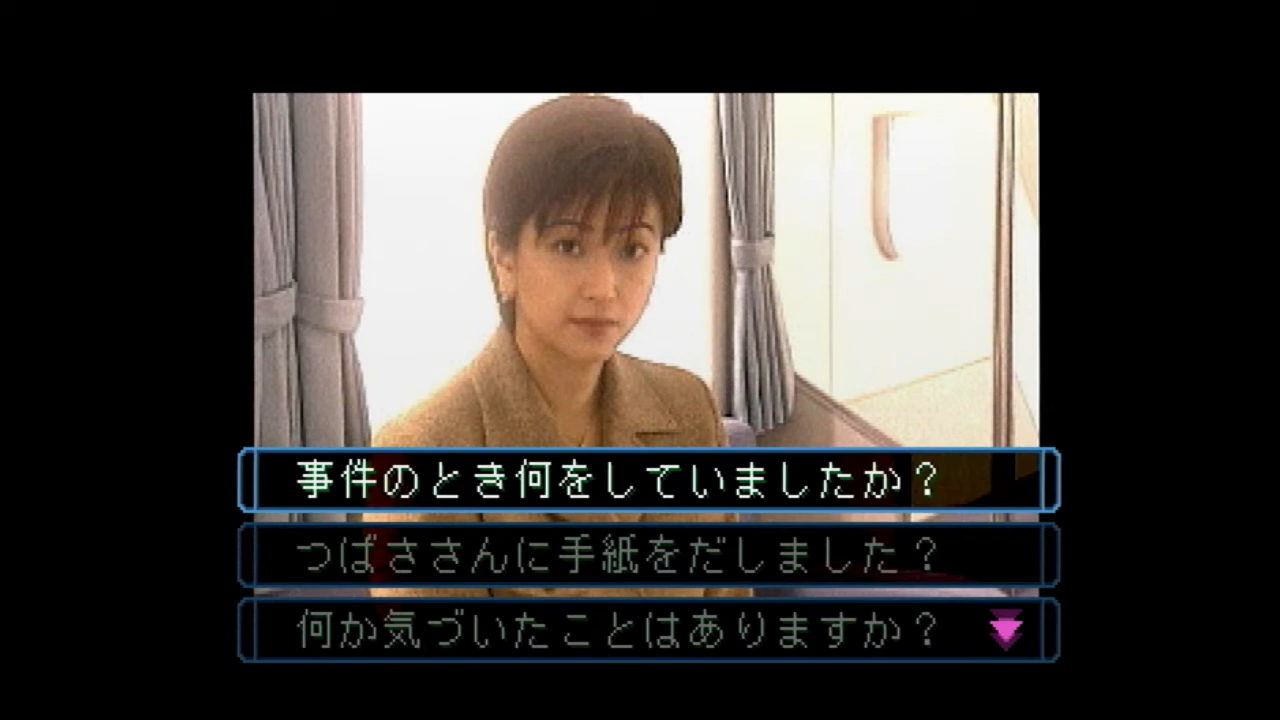 事件のとき何をしていましたか？
つばささんに手紙をだしました？
何か気づいたことはありますか？